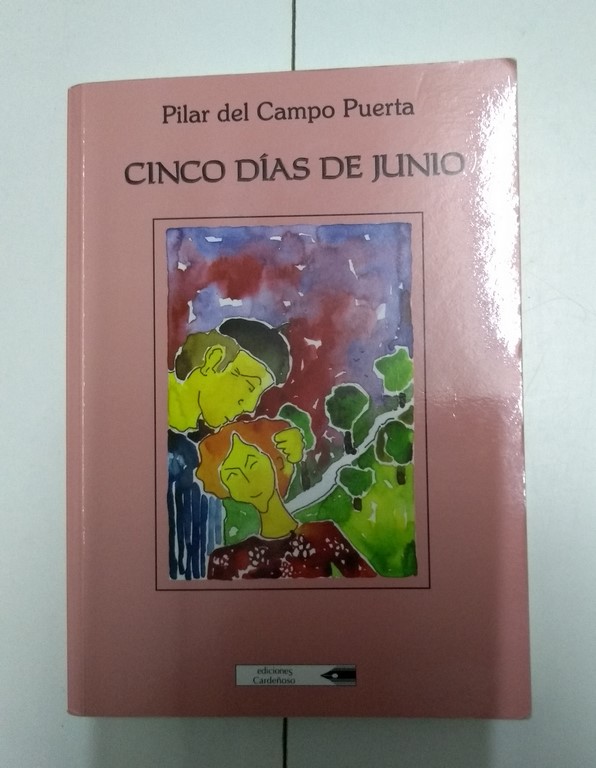 Pilar del Campo Puerta
CINCO DÍAS DE JUNIO
ediciones
Cardeñoso